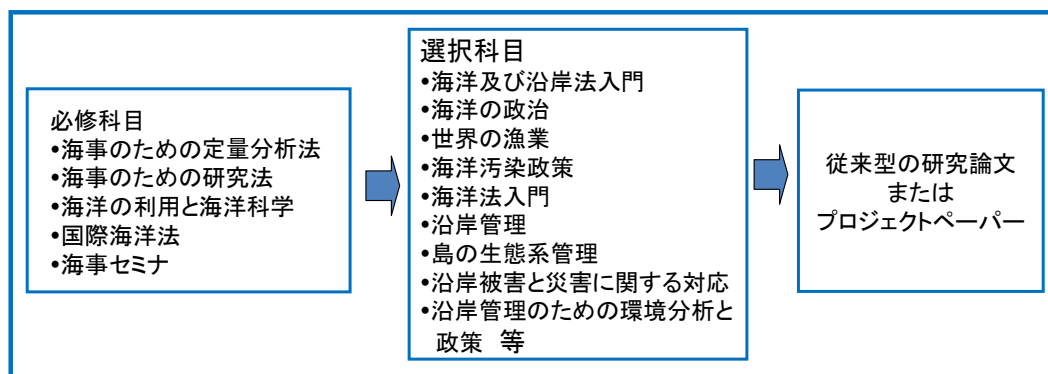 必修科目
•海事のための定量分析法
•海事のための研究法
•海洋の利用と海洋科学
•国際海洋法
•海事セミナ
選択科目
•海洋及び沿岸法入門
•海洋の政治
•世界の漁業
•海洋汚染政策
•海洋法入門
•沿岸管理
•島の生態系管理
•沿岸被害と災害に関する対応
•沿岸管理のための環境分析と
政策 等
従来型の研究論文
または
プロジェクトペーパー